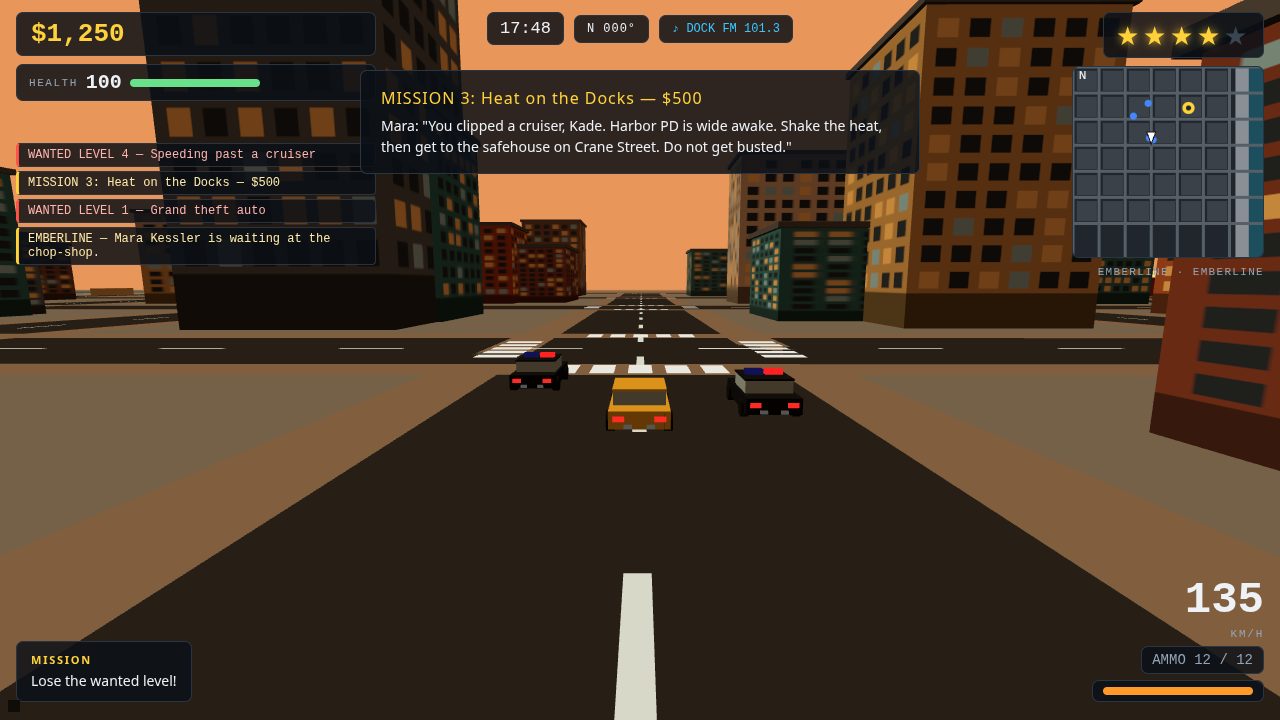 $1,250
HEALTH 100
WANTED LEVEL 4 — Speeding past a cruiser
MISSION 3: Heat on the Docks — $500
WANTED LEVEL 1 — Grand theft auto
EMBERLINE — Mara Kessler is waiting at the
chop-shop.
17:48
N 000°
♪ DOCK FM 101.3
MISSION 3: Heat on the Docks — $500
Mara: "You clipped a cruiser, Kade. Harbor PD is wide awake. Shake the heat,
then get to the safehouse on Crane Street. Do not get busted."
N
EMBERLINE · EMBERLINE
MISSION
Lose the wanted level!
135
KM/H
AMMO 12 / 12